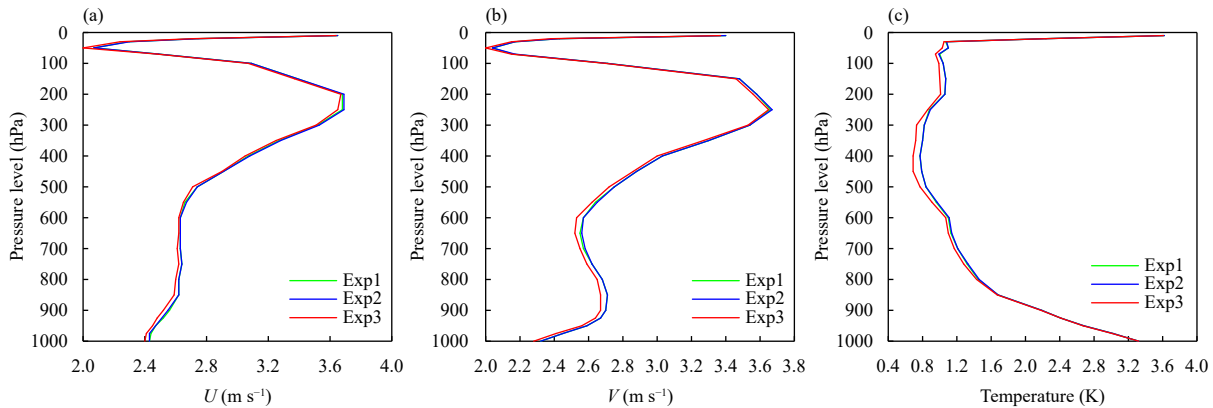 (a)
0
100
200
300
400
500
600
700
800
900
1000
Pressure level (hPa)
Exp1
Exp2
Exp3
2.0 2.4 2.8 3.2 3.6 4.0
U (m s⁻¹)
(b)
0
100
200
300
400
500
600
700
800
900
1000
Pressure level (hPa)
Exp1
Exp2
Exp3
2.0 2.2 2.4 2.6 2.8 3.0 3.2 3.4 3.6 3.8
V (m s⁻¹)
(c)
0
100
200
300
400
500
600
700
800
900
1000
Pressure level (hPa)
Exp1
Exp2
Exp3
0.4 0.8 1.2 1.6 2.0 2.4 2.8 3.2 3.6 4.0
Temperature (K)